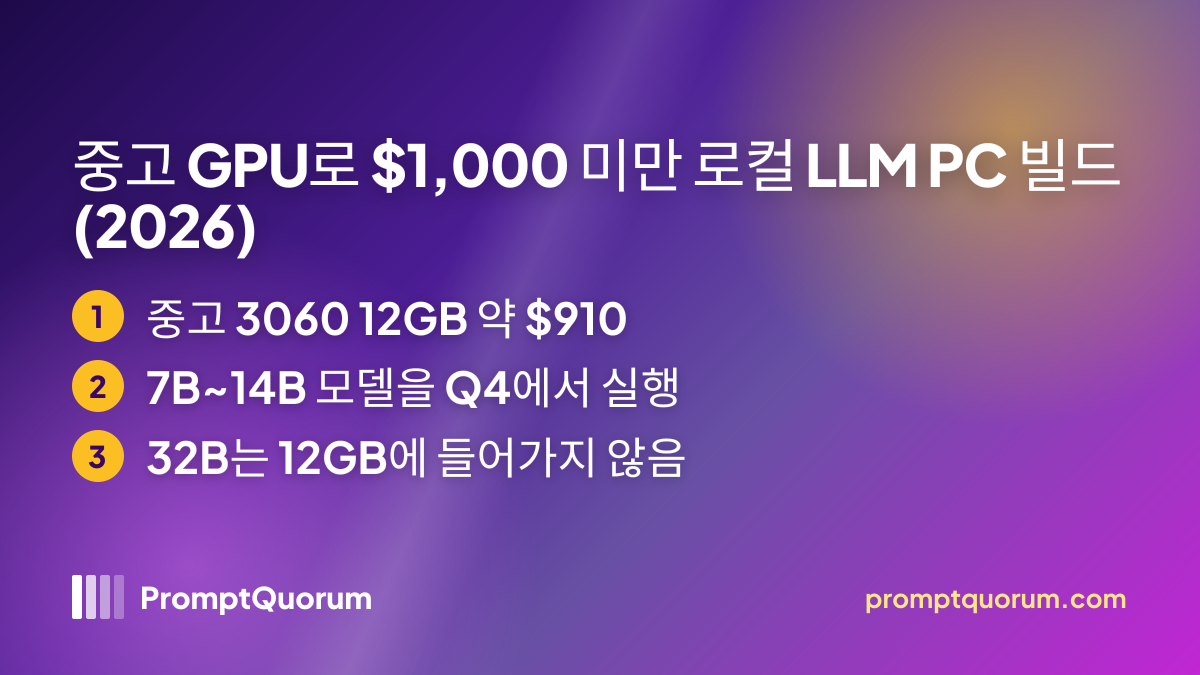 중고 GPU로 $1,000 미만 로컬 LLM PC 빌드
(2026)
1 중고 3060 12GB 약 $910
2 7B~14B 모델을 Q4에서 실행
3 32B는 12GB에 들어가지 않음
PromptQuorum
promptquorum.com